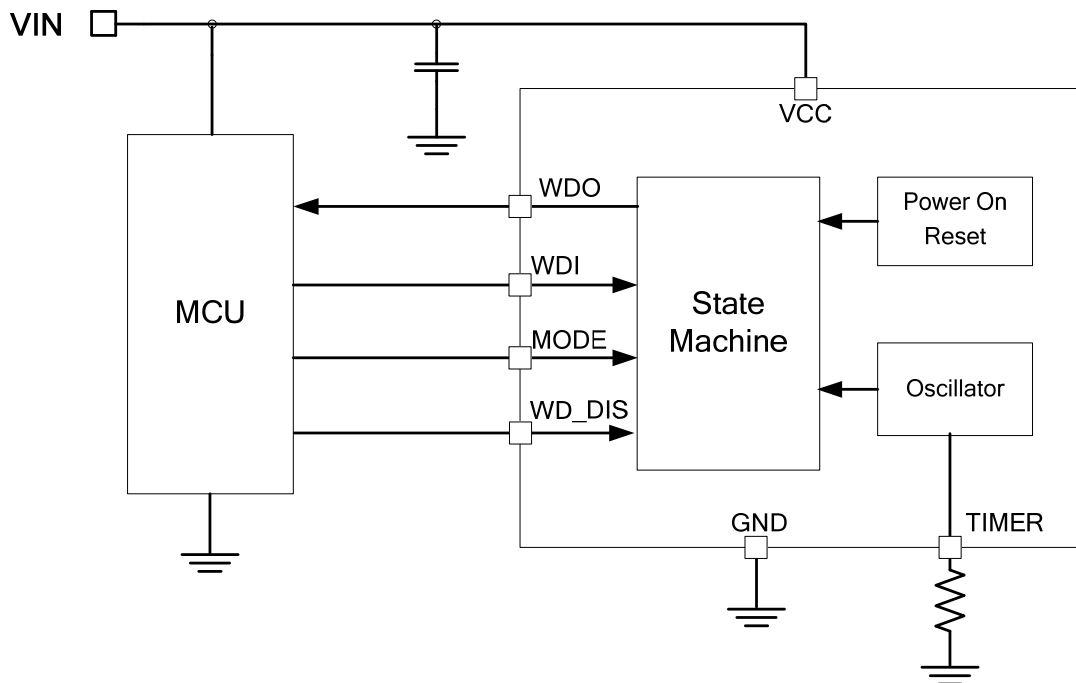 VIN
VCC
WDO
Power On
Reset
WDI
MCU
State
Machine
MODE
Oscillator
WD_DIS
GND
TIMER